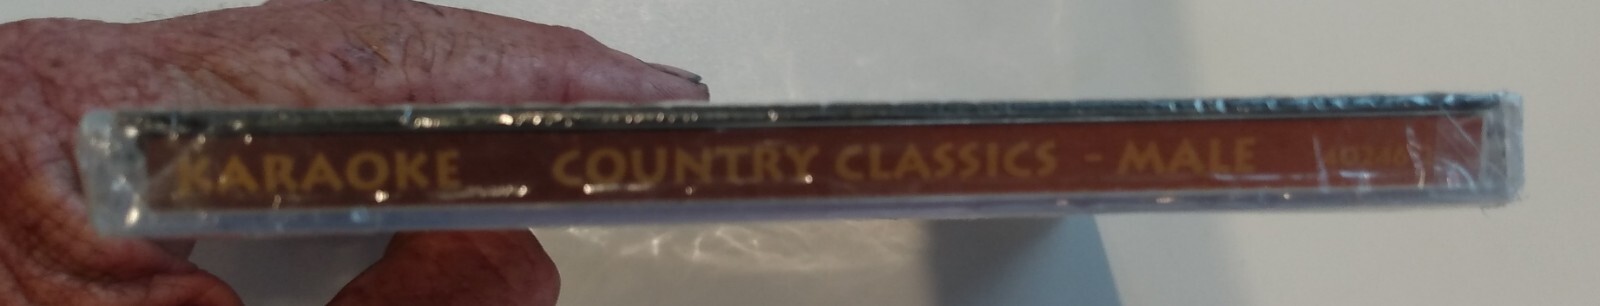 KARAOKE COUNTRY CLASSICS - MALE